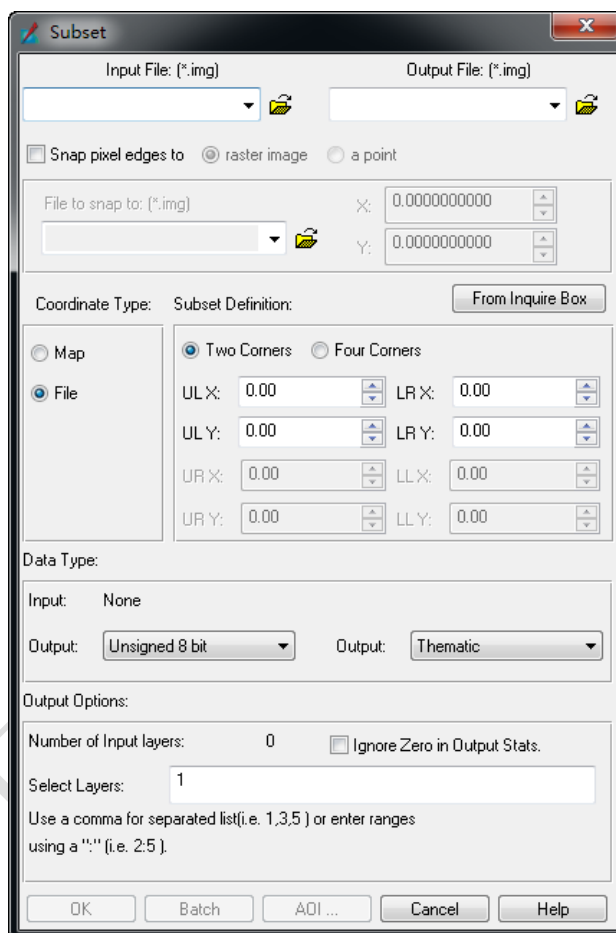 Subset
Input File: (*.img) Output File: (*.img)
Snap pixel edges to raster image a point
File to snap to: (*.img) X: 0.0000000000
Y: 0.0000000000
Coordinate Type: Subset Definition: From Inquire Box
Map Two Corners Four Corners
File UL X: 0.00 LR X: 0.00
UL Y: 0.00 LR Y: 0.00
UR X: 0.00 LL X: 0.00
UR Y: 0.00 LL Y: 0.00
Data Type:
Input: None
Output: Unsigned 8 bit Output: Thematic
Output Options:
Number of Input layers: 0 Ignore Zero in Output Stats.
Select Layers: 1
Use a comma for separated list(i.e. 1,3,5 ) or enter ranges
using a ":" (i.e. 2:5 ).
OK Batch AOI ... Cancel Help